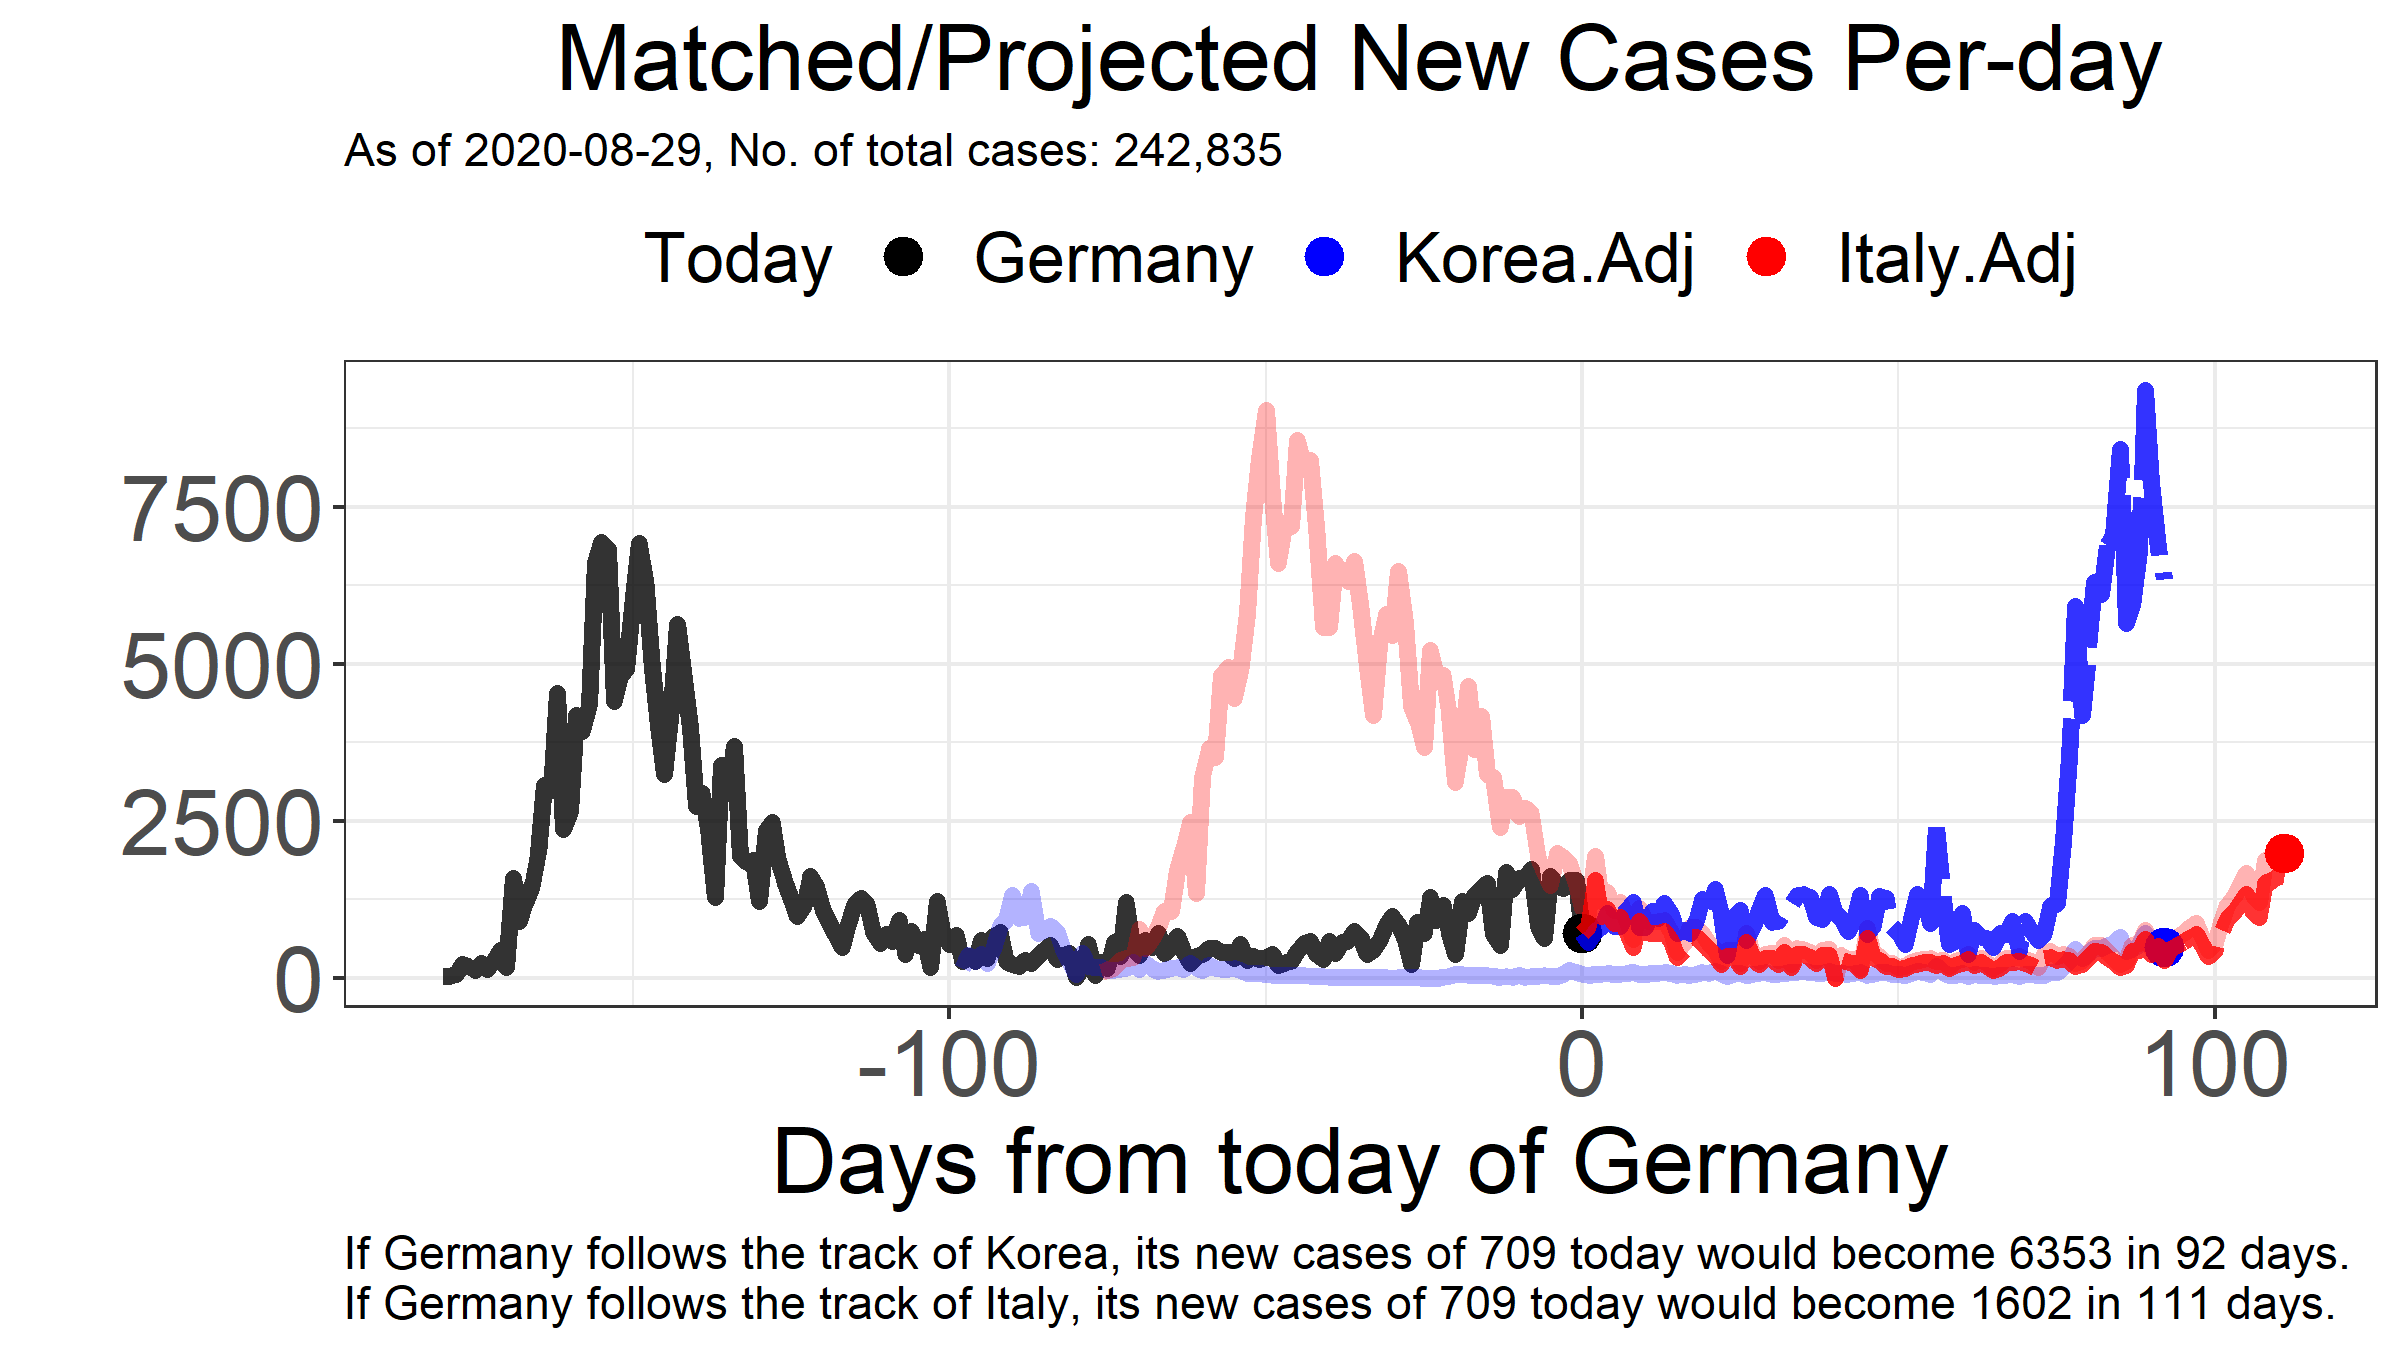 Matched/Projected New Cases Per-day
As of 2020-08-29, No. of total cases: 242,835
Today Germany Korea.Adj Italy.Adj
7500
5000
2500
0
-100 0 100
Days from today of Germany
If Germany follows the track of Korea, its new cases of 709 today would become 6353 in 92 days.
If Germany follows the track of Italy, its new cases of 709 today would become 1602 in 111 days.